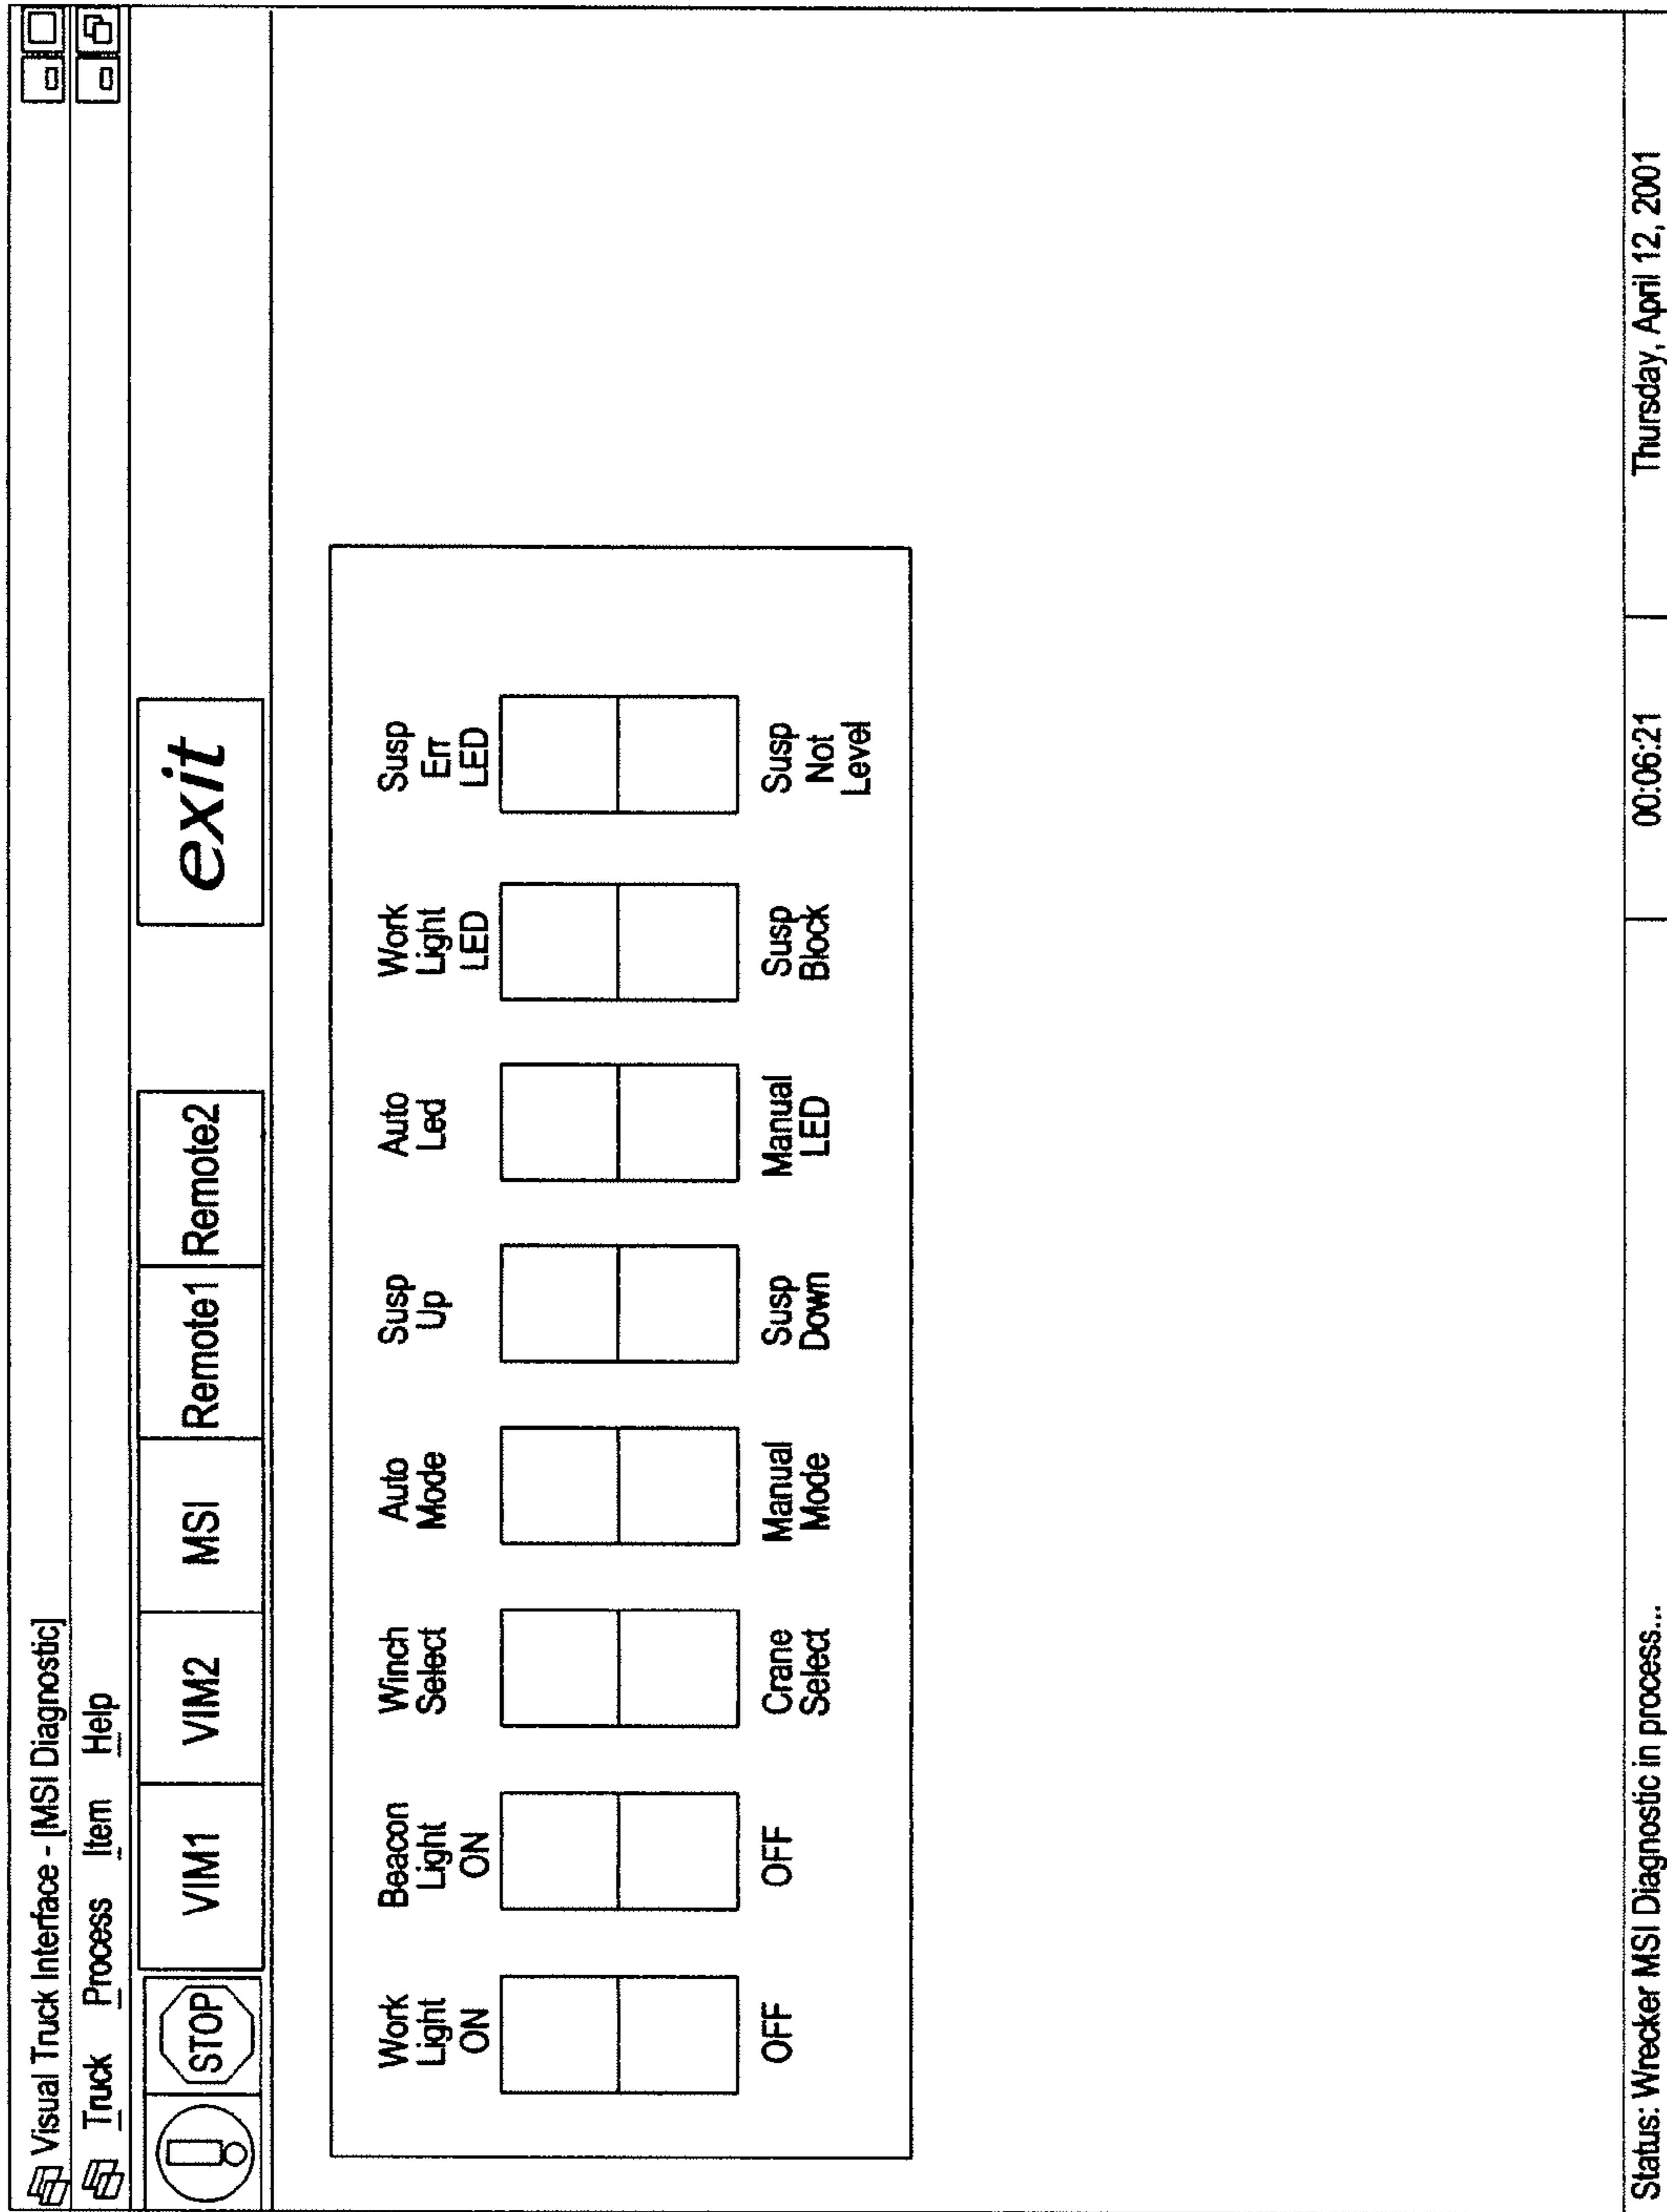 Visual Truck Interface - [MSI Diagnostic]
Truck Process Item Help
STOP VIM1 VIM2 MSI Remote1 Remote2 exit
Work Light ON
Beacon Light ON
Winch Select
Auto Mode
Susp Up
Auto Led
Work Light LED
Susp Err LED
OFF
OFF
Crane Select
Manual Mode
Susp Down
Manual LED
Susp Block
Susp Not Level
Status: Wrecker MSI Diagnostic in process... 00:06:21 Thursday, April 12, 2001